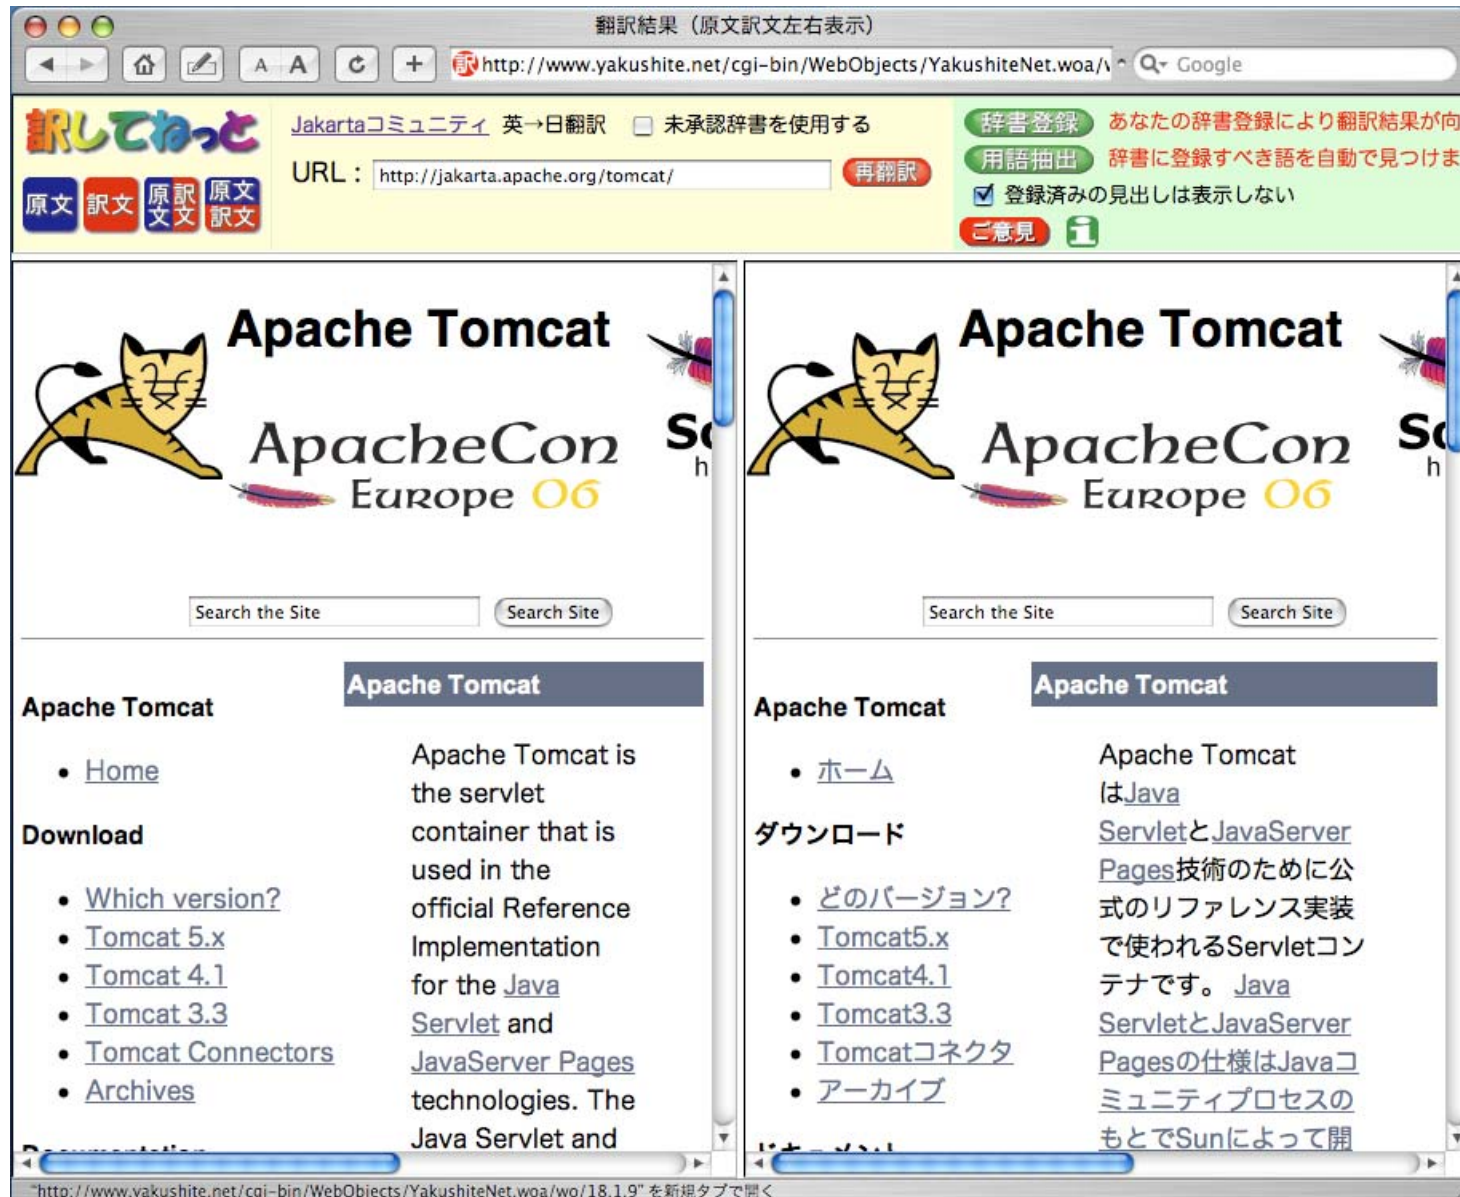 翻訳結果（原文訳文左右表示）
A A
訳 http://www.yakushite.net/cgi-bin/WebObjects/YakushiteNet.woa/
Google
訳してねっと
Jakartaコミュニティ 英→日翻訳 未承認辞書を使用する
URL： http://jakarta.apache.org/tomcat/ 再翻訳
原文 訳文 原文訳文 原文訳文
辞書登録 あなたの辞書登録により翻訳結果が向
用語抽出 辞書に登録すべき語を自動で見つけま
登録済みの見出しは表示しない
ご意見 i
Apache Tomcat
ApacheCon
Europe 06
So
h
Search the Site Search Site
Apache Tomcat
Home
Download
Which version?
Tomcat 5.x
Tomcat 4.1
Tomcat 3.3
Tomcat Connectors
Archives
Documentation
Apache Tomcat
Apache Tomcat is
the servlet
container that is
used in the
official Reference
Implementation
for the Java
Servlet and
JavaServer Pages
technologies. The
Java Servlet and
Apache Tomcat
ApacheCon
Europe 06
So
h
Search the Site Search Site
Apache Tomcat
ホーム
ダウンロード
どのバージョン?
Tomcat5.x
Tomcat4.1
Tomcat3.3
Tomcatコネクタ
アーカイブ
ドキュメント
Apache Tomcat
Apache Tomcat
はJava
ServletとJavaServer
Pages技術のために公
式のリファレンス実装
で使われるServletコン
テナです。 Java
ServletとJavaServer
Pagesの仕様はJavaコ
ミュニティプロセスの
もとでSunによって開
"http://www.yakushite.net/cgi-bin/WebObjects/YakushiteNet.woa/wo/18.1.9" を新規タブで開く